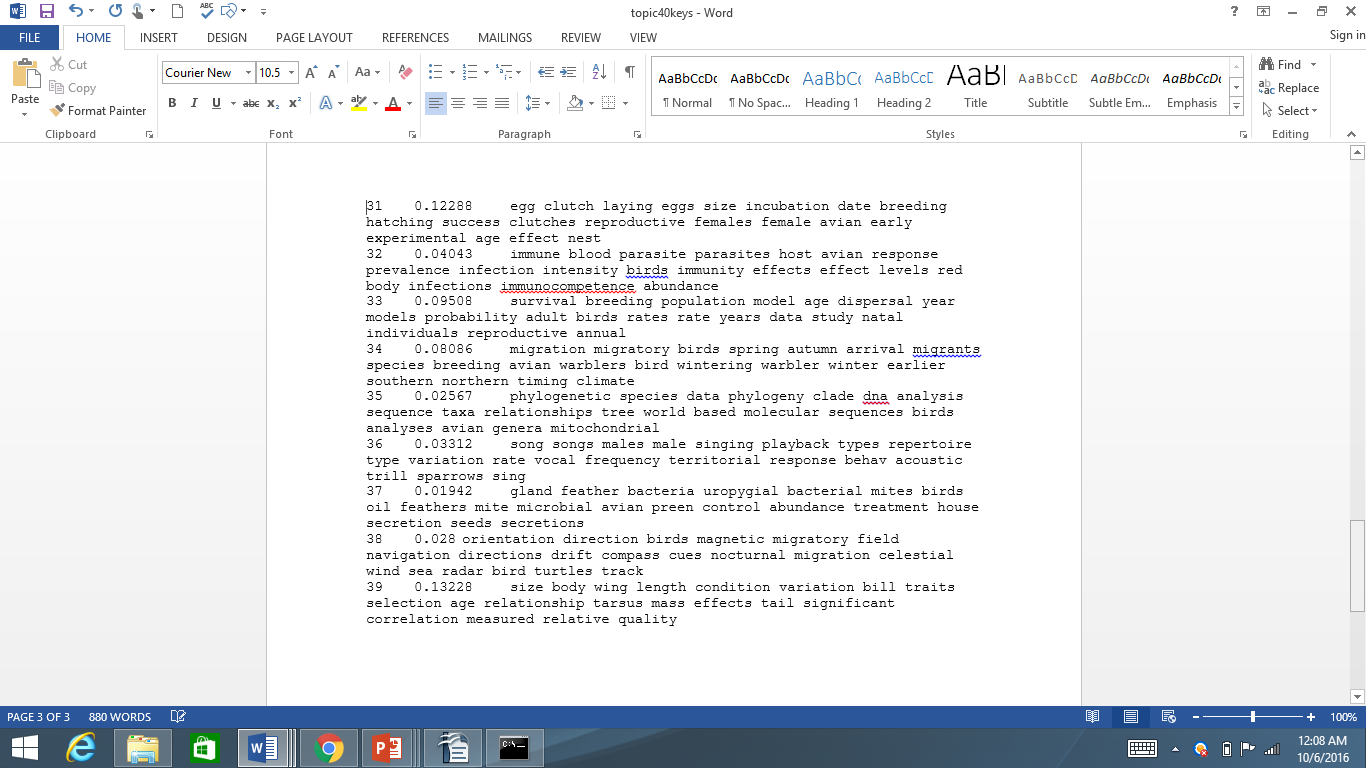 topic40keys - Word
FILE HOME INSERT DESIGN PAGE LAYOUT REFERENCES MAILINGS REVIEW VIEW Sign in
Paste
Cut
Copy
Format Painter
Courier New 10.5
AaBbCcDc AaBbCcDc AaBbCc AaBbCcD AaBl AaBbCcD AaBbCcDc AaBbCcDc
¶ Normal ¶ No Spac... Heading 1 Heading 2 Title Subtitle Subtle Em... Emphasis
Find
Replace
Select
Clipboard Font Paragraph Styles Editing
31 0.12288 egg clutch laying eggs size incubation date breeding
hatching success clutches reproductive females female avian early
experimental age effect nest
32 0.04043 immune blood parasite parasites host avian response
prevalence infection intensity birds immunity effects effect levels red
body infections immunocompetence abundance
33 0.09508 survival breeding population model age dispersal year
models probability adult birds rates rate years data study natal
individuals reproductive annual
34 0.08086 migration migratory birds spring autumn arrival migrants
species breeding avian warblers bird wintering warbler winter earlier
southern northern timing climate
35 0.02567 phylogenetic species data phylogeny clade dna analysis
sequence taxa relationships tree world based molecular sequences birds
analyses avian genera mitochondrial
36 0.03312 song songs males male singing playback types repertoire
type variation rate vocal frequency territorial response behav acoustic
trill sparrows sing
37 0.01942 gland feather bacteria uropygial bacterial mites birds
oil feathers mite microbial avian preen control abundance treatment house
secretion seeds secretions
38 0.028 orientation direction birds magnetic migratory field
navigation directions drift compass cues nocturnal migration celestial
wind sea radar bird turtles track
39 0.13228 size body wing length condition variation bill traits
selection age relationship tarsus mass effects tail significant
correlation measured relative quality
PAGE 3 OF 3 880 WORDS 100%
12:08 AM
10/6/2016